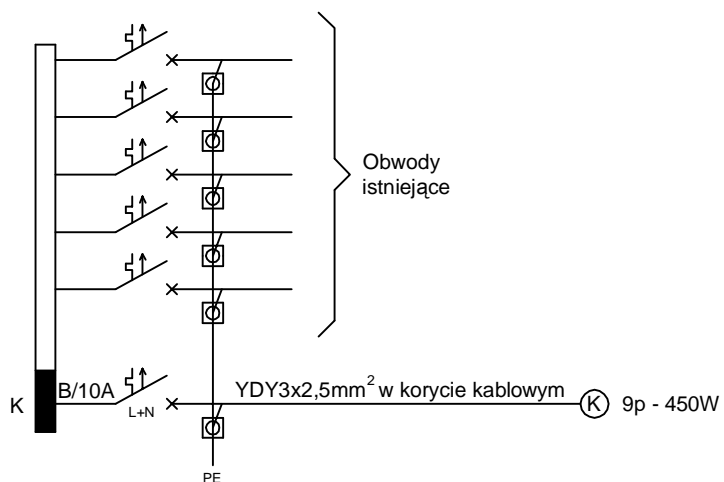 Obwody
istniejące
K
B/10A
L+N
YDY3x2,5mm² w korycie kablowym
K
9p - 450W
PE